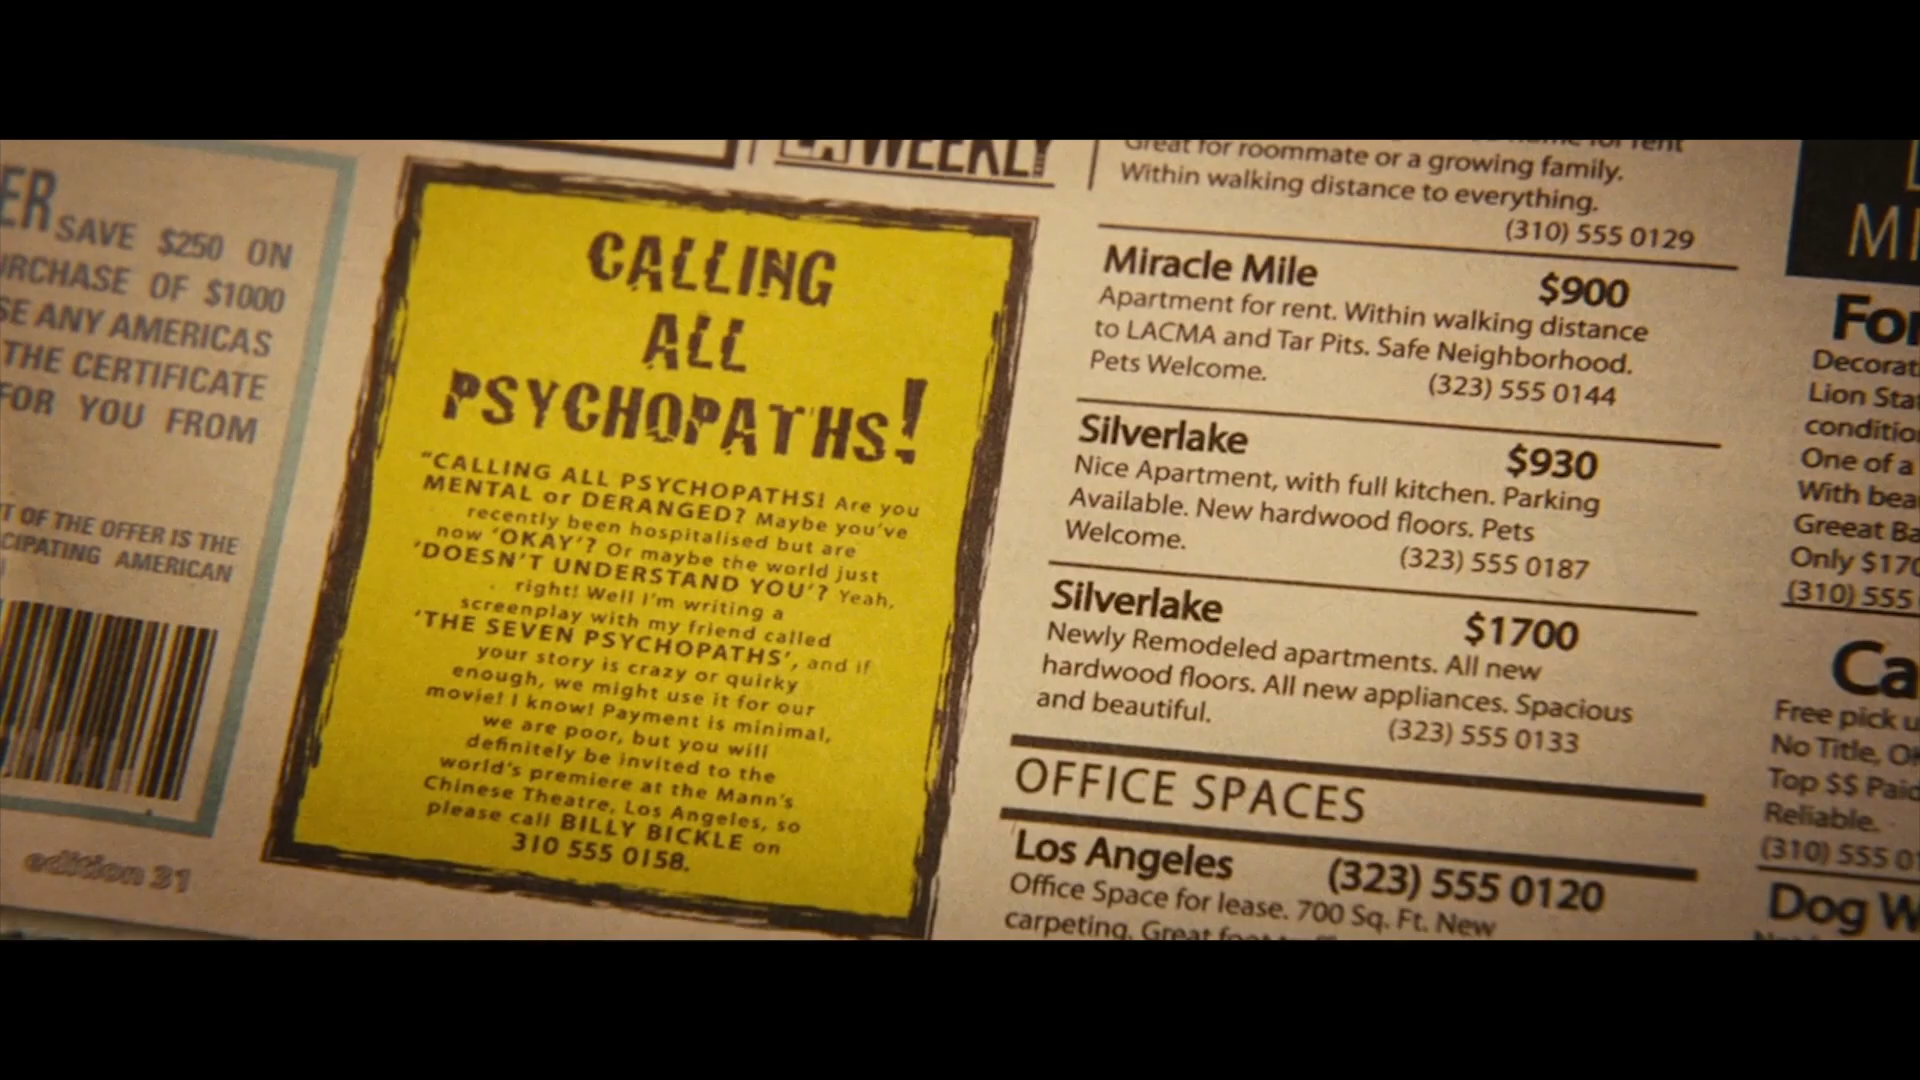 ER SAVE $250 ON
PURCHASE OF $1000
ANY AMERICAS
THE CERTIFICATE
FOR YOU FROM
OF THE OFFER IS THE
AMERICAN
edition 31
WEEKLY
CALLING
ALL
PSYCHOPATHS!
"CALLING ALL PSYCHOPATHS! Are you
MENTAL or DERANGED? Maybe you've
recently been hospitalised but are
now 'OKAY'? Or maybe the world just
'DOESN'T UNDERSTAND YOU'? Yeah,
right! Well I'm writing a
screenplay with my friend called
'THE SEVEN PSYCHOPATHS', and if
your story is crazy or quirky
enough, we might use it for our
movie! I know! Payment is minimal,
we are poor, but you will
definitely be invited to the
world's premiere at the Mann's
Chinese Theatre, Los Angeles, so
please call BILLY BICKLE on
310 555 0158.
for rent
Great for roommate or a growing family.
Within walking distance to everything.
(310) 555 0129
Miracle Mile $900
Apartment for rent. Within walking distance
to LACMA and Tar Pits. Safe Neighborhood.
Pets Welcome. (323) 555 0144
Silverlake $930
Nice Apartment, with full kitchen. Parking
Available. New hardwood floors. Pets
Welcome. (323) 555 0187
Silverlake $1700
Newly Remodeled apartments. All new
hardwood floors. All new appliances. Spacious
and beautiful. (323) 555 0133
OFFICE SPACES
Los Angeles (323) 555 0120
Office Space for lease. 700 Sq. Ft. New
carpeting. Great
MI
For
Decorat
Lion Sta
conditio
One of a
With bea
Greeat Ba
Only $170
(310) 555
Ca
Free pick u
No Title, O
Top $$ Paid
Reliable.
(310) 555 0
Dog W